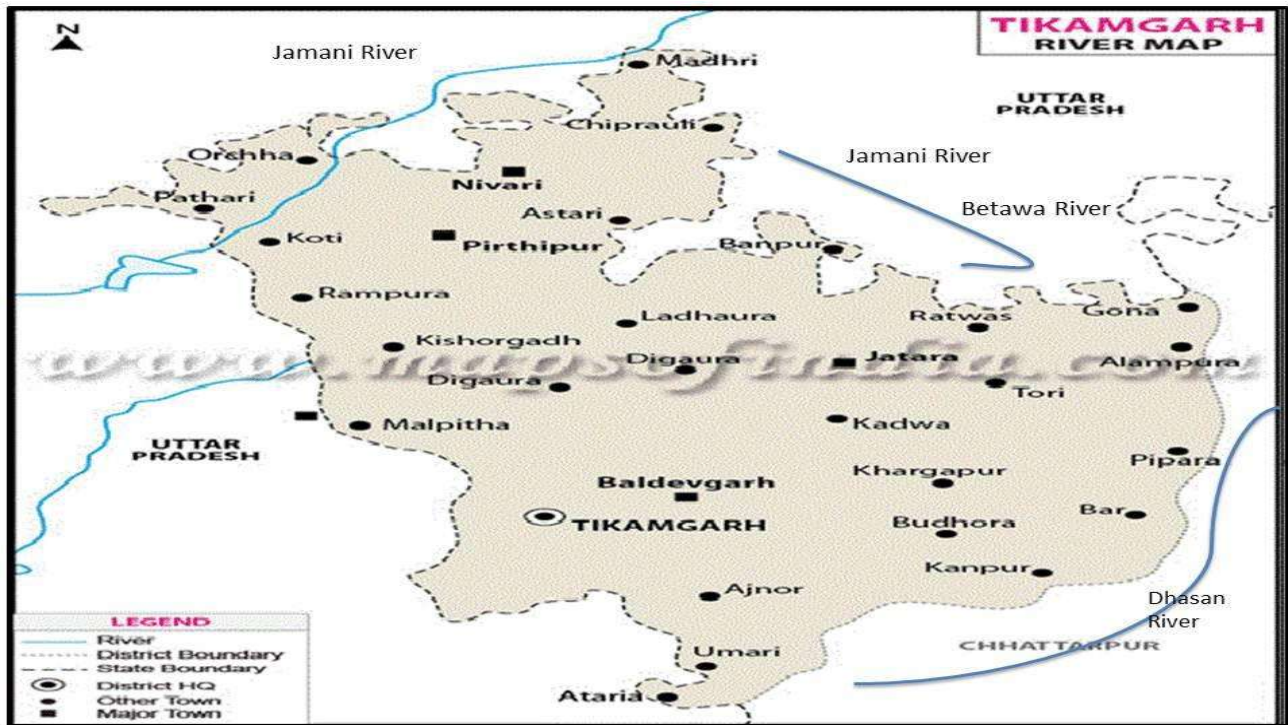 N
TIKAMGARH
RIVER MAP
Jamani River
Madhri
UTTAR
PRADESH
Chiprauli
Orchha
Jamani River
Nivari
Pathari
Astari
Betawa River
Koti
Pirthipur
Banpur
Rampura
Ladhaura
Ratwas
Gona
Kishorgadh
Digaura
Jatara
Alampura
www.mapsofindia.com
Digaura
Tori
Malpitha
Kadwa
UTTAR
PRADESH
Khargapur
Pipara
Baldevgarh
TIKAMGARH
Budhora
Bar
Kanpur
Ajnor
Dhasan
River
CHHATTARPUR
Umari
Ataria
LEGEND
River
District Boundary
State Boundary
District HQ
Other Town
Major Town